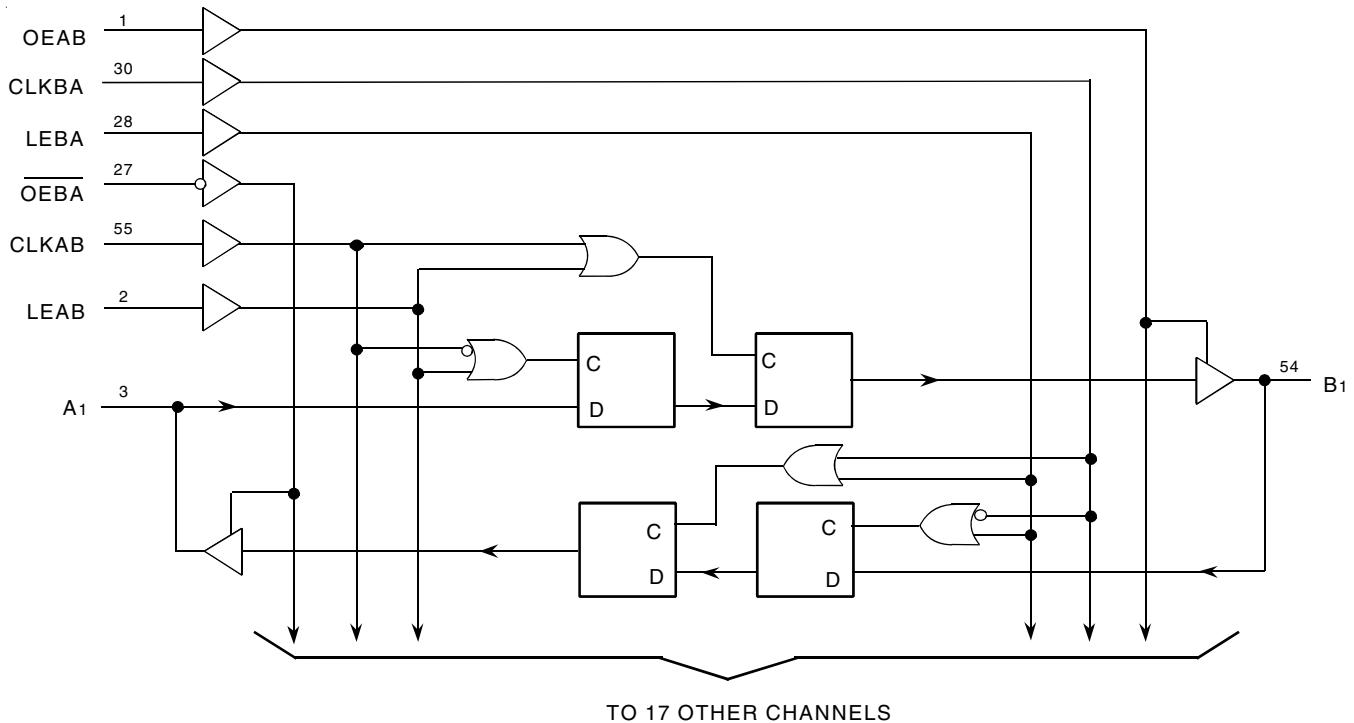 OEAB 1
CLKBA 30
LEBA 28
OEBA 27
CLKAB 55
LEAB 2
C
D
C
D
54
B1
A1 3
C
D
C
D
TO 17 OTHER CHANNELS